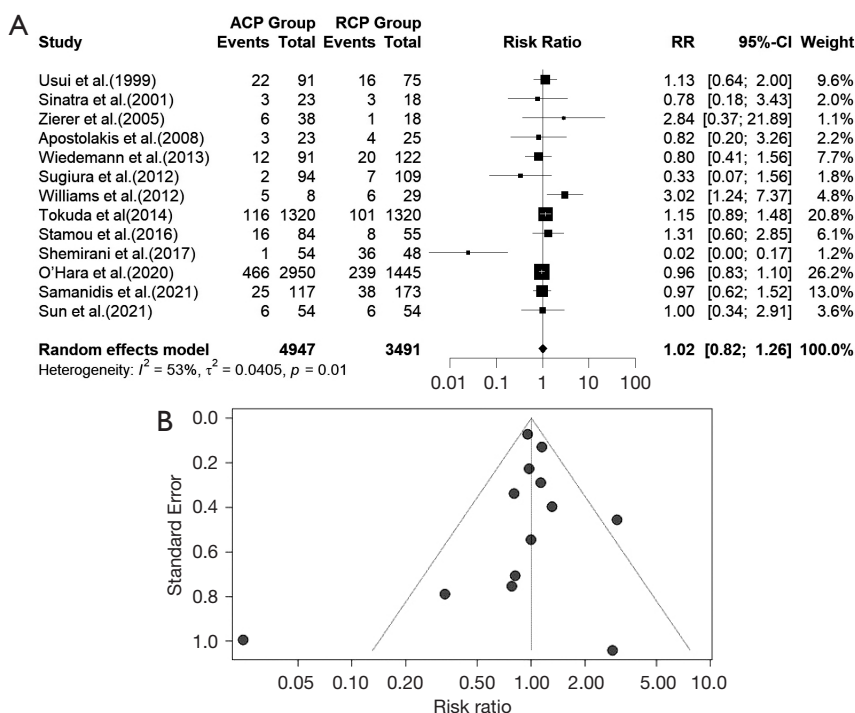 A
ACP Group RCP Group
Study Events Total Events Total Risk Ratio RR 95%-CI Weight
Usui et al.(1999) 22 91 16 75 1.13 [0.64; 2.00] 9.6%
Sinatra et al.(2001) 3 23 3 18 0.78 [0.18; 3.43] 2.0%
Zierer et al.(2005) 6 38 1 18 2.84 [0.37; 21.89] 1.1%
Apostolakis et al.(2008) 3 23 4 25 0.82 [0.20; 3.26] 2.2%
Wiedemann et al.(2013) 12 91 20 122 0.80 [0.41; 1.56] 7.7%
Sugiura et al.(2012) 2 94 7 109 0.33 [0.07; 1.56] 1.8%
Williams et al.(2012) 5 8 6 29 3.02 [1.24; 7.37] 4.8%
Tokuda et al(2014) 116 1320 101 1320 1.15 [0.89; 1.48] 20.8%
Stamou et al.(2016) 16 84 8 55 1.31 [0.60; 2.85] 6.1%
Shemirani et al.(2017) 1 54 36 48 0.02 [0.00; 0.17] 1.2%
O'Hara et al.(2020) 466 2950 239 1445 0.96 [0.83; 1.10] 26.2%
Samanidis et al.(2021) 25 117 38 173 0.97 [0.62; 1.52] 13.0%
Sun et al.(2021) 6 54 6 54 1.00 [0.34; 2.91] 3.6%
Random effects model 4947 3491 1.02 [0.82; 1.26] 100.0%
Heterogeneity: I² = 53%, τ² = 0.0405, p = 0.01
0.01 0.1 1 10 100
B
0.0
0.2
0.4
0.6
0.8
1.0
Standard Error
0.05 0.10 0.20 0.50 1.00 2.00 5.00 10.0
Risk ratio